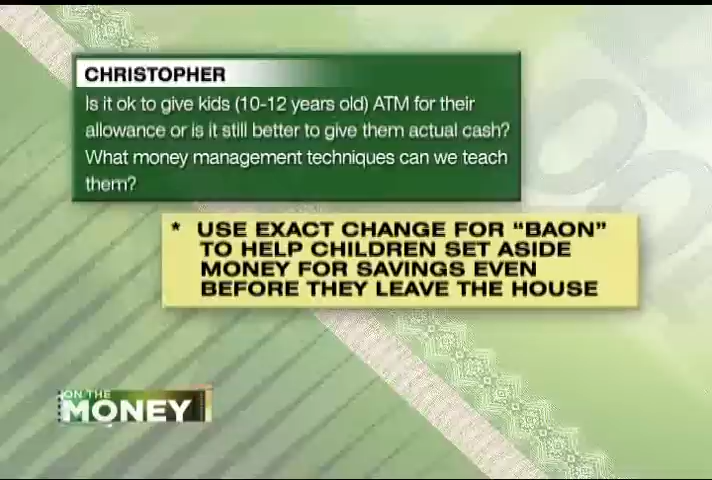 CHRISTOPHER
Is it ok to give kids (10-12 years old) ATM for their
allowance or is it still better to give them actual cash?
What money management techniques can we teach
them?
* USE EXACT CHANGE FOR “BAON”
TO HELP CHILDREN SET ASIDE
MONEY FOR SAVINGS EVEN
BEFORE THEY LEAVE THE HOUSE
ON THE
MONEY